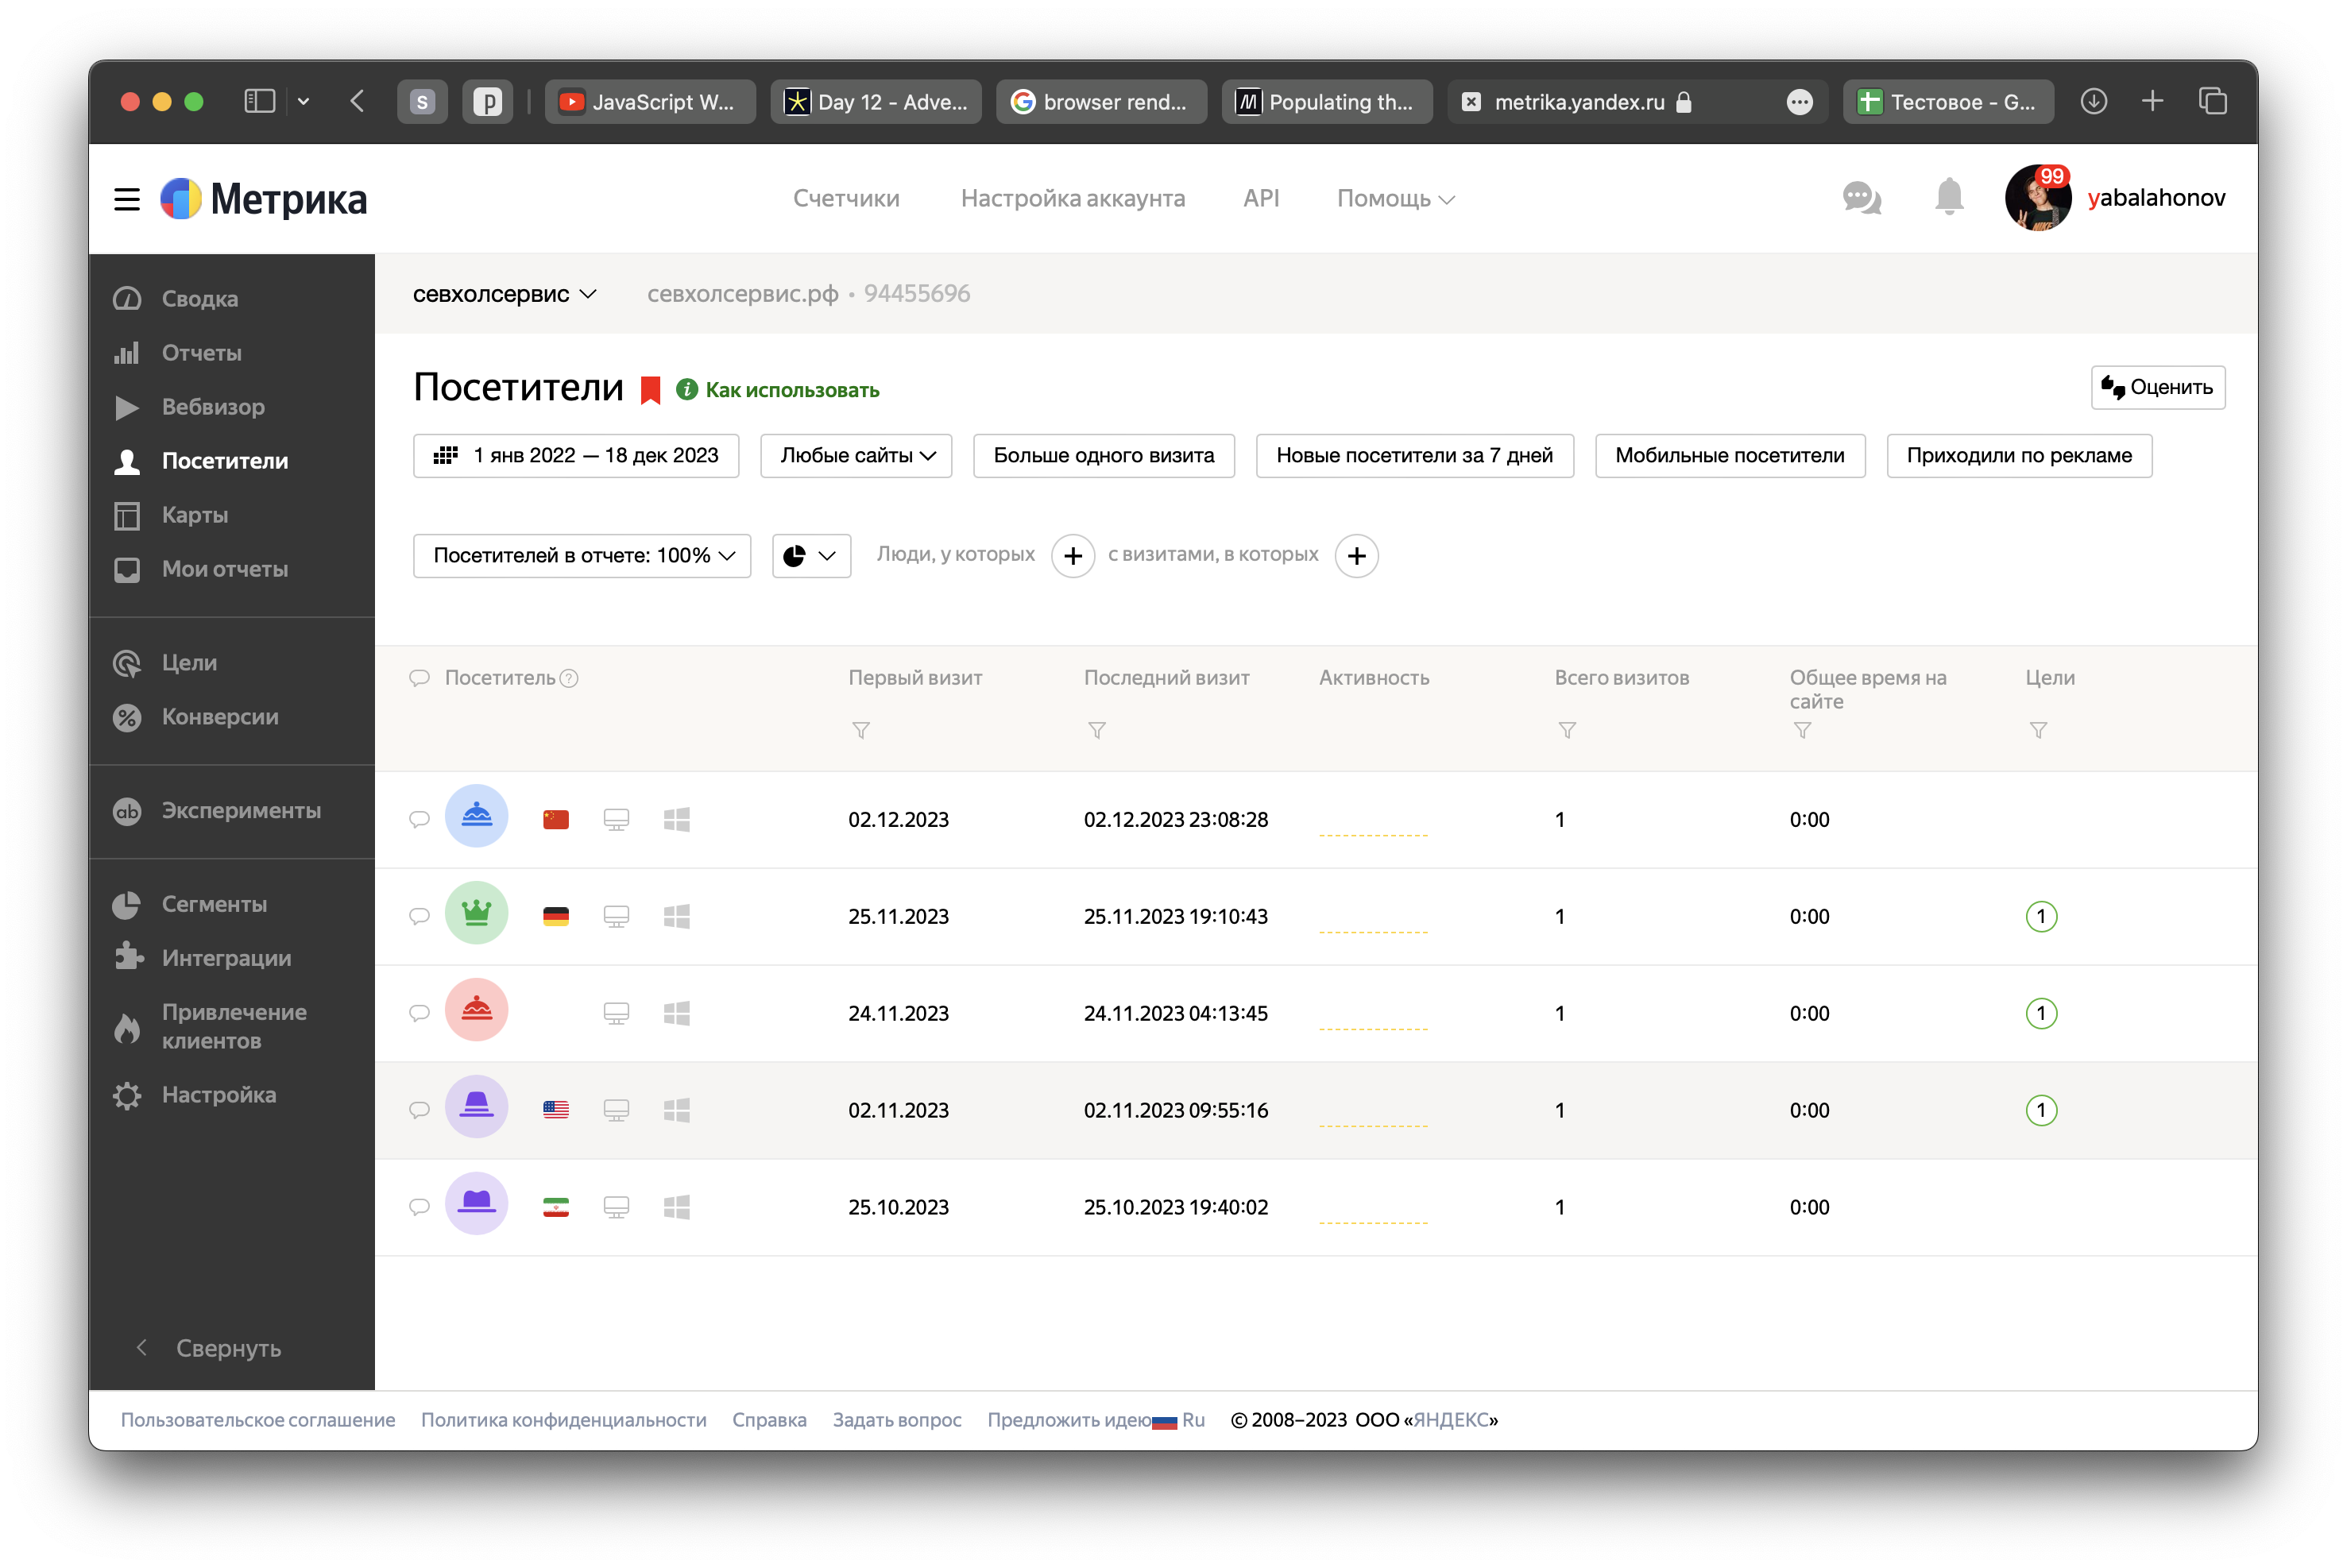 S
p
JavaScript W...
Day 12 - Adve...
browser rend...
Populating th...
metrika.yandex.ru
Тестовое - G...
Метрика
Счетчики
Настройка аккаунта
API
Помощь
99
yabalahonov
Сводка
Отчеты
Вебвизор
Посетители
Карты
Мои отчеты
Цели
Конверсии
ab Эксперименты
Сегменты
Интеграции
Привлечение
клиентов
Настройка
Свернуть
севхолсервис
севхолсервис.рф • 94455696
Посетители
Как использовать
Оценить
1 янв 2022 — 18 дек 2023
Любые сайты
Больше одного визита
Новые посетители за 7 дней
Мобильные посетители
Приходили по рекламе
Посетителей в отчете: 100%
Люди, у которых
с визитами, в которых
Посетитель ?
Первый визит
Последний визит
Активность
Всего визитов
Общее время на
сайте
Цели
02.12.2023 02.12.2023 23:08:28 1 0:00
25.11.2023 25.11.2023 19:10:43 1 0:00 1
24.11.2023 24.11.2023 04:13:45 1 0:00 1
02.11.2023 02.11.2023 09:55:16 1 0:00 1
25.10.2023 25.10.2023 19:40:02 1 0:00
Пользовательское соглашение Политика конфиденциальности Справка Задать вопрос Предложить идею Ru © 2008–2023 ООО «ЯНДЕКС»